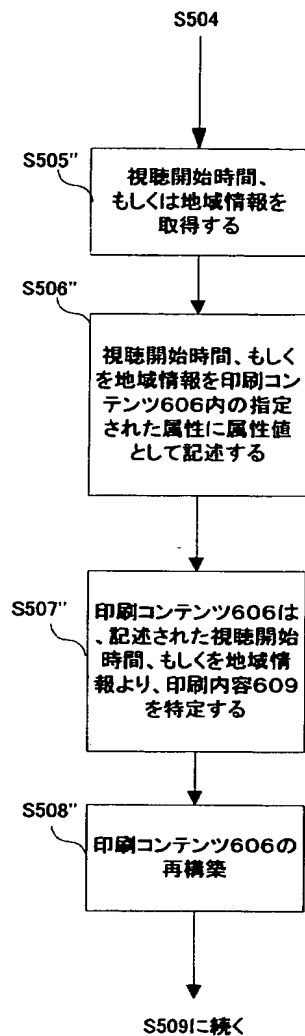 S504
S505"
視聴開始時間、
もしくは地域情報を
取得する
S506"
視聴開始時間、もしく
を地域情報を印刷コン
テンツ606内の指定
された属性に属性値
として記述する
S507"
印刷コンテンツ606は
、記述された視聴開始
時間、もしくを地域情
報より、印刷内容609
を特定する
S508"
印刷コンテンツ606の
再構築
S509に続く